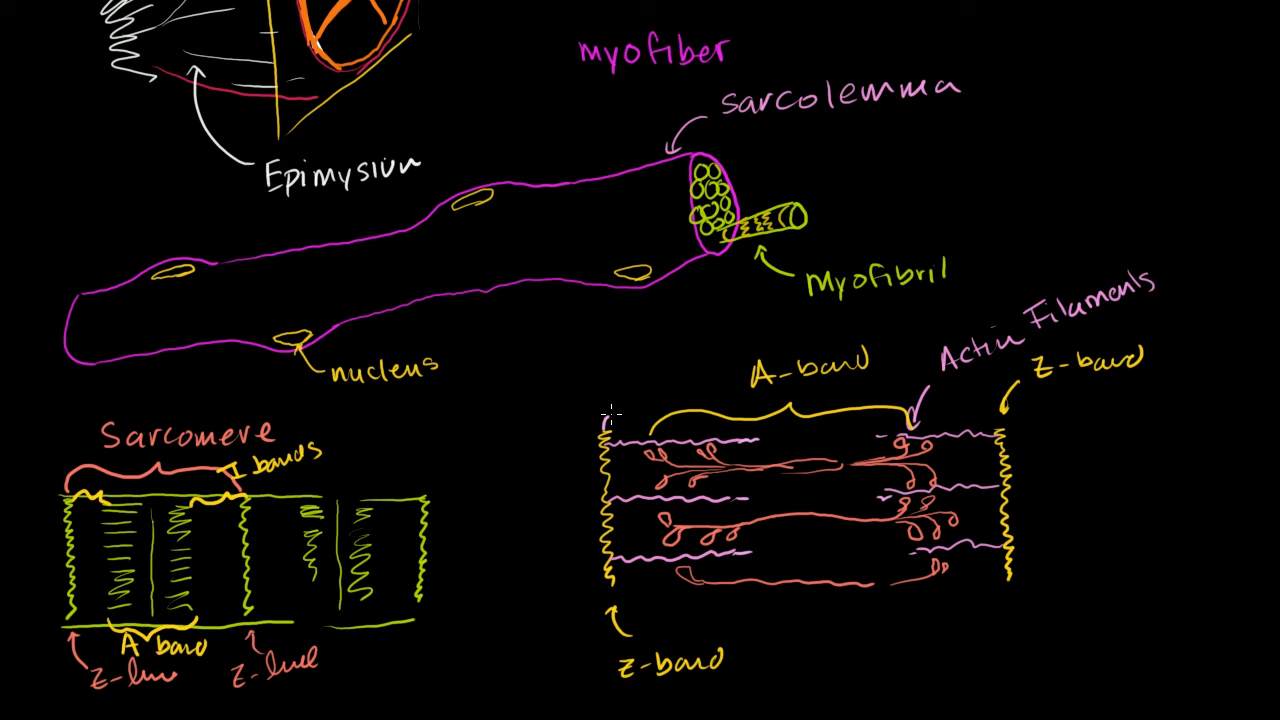 myofiber
sarcolemma
Epimysium
Myofibril
nucleus
Actin Filaments
A-band
Z-band
Sarcomere
I bands
A band
Z-line
Z-line
Z-band